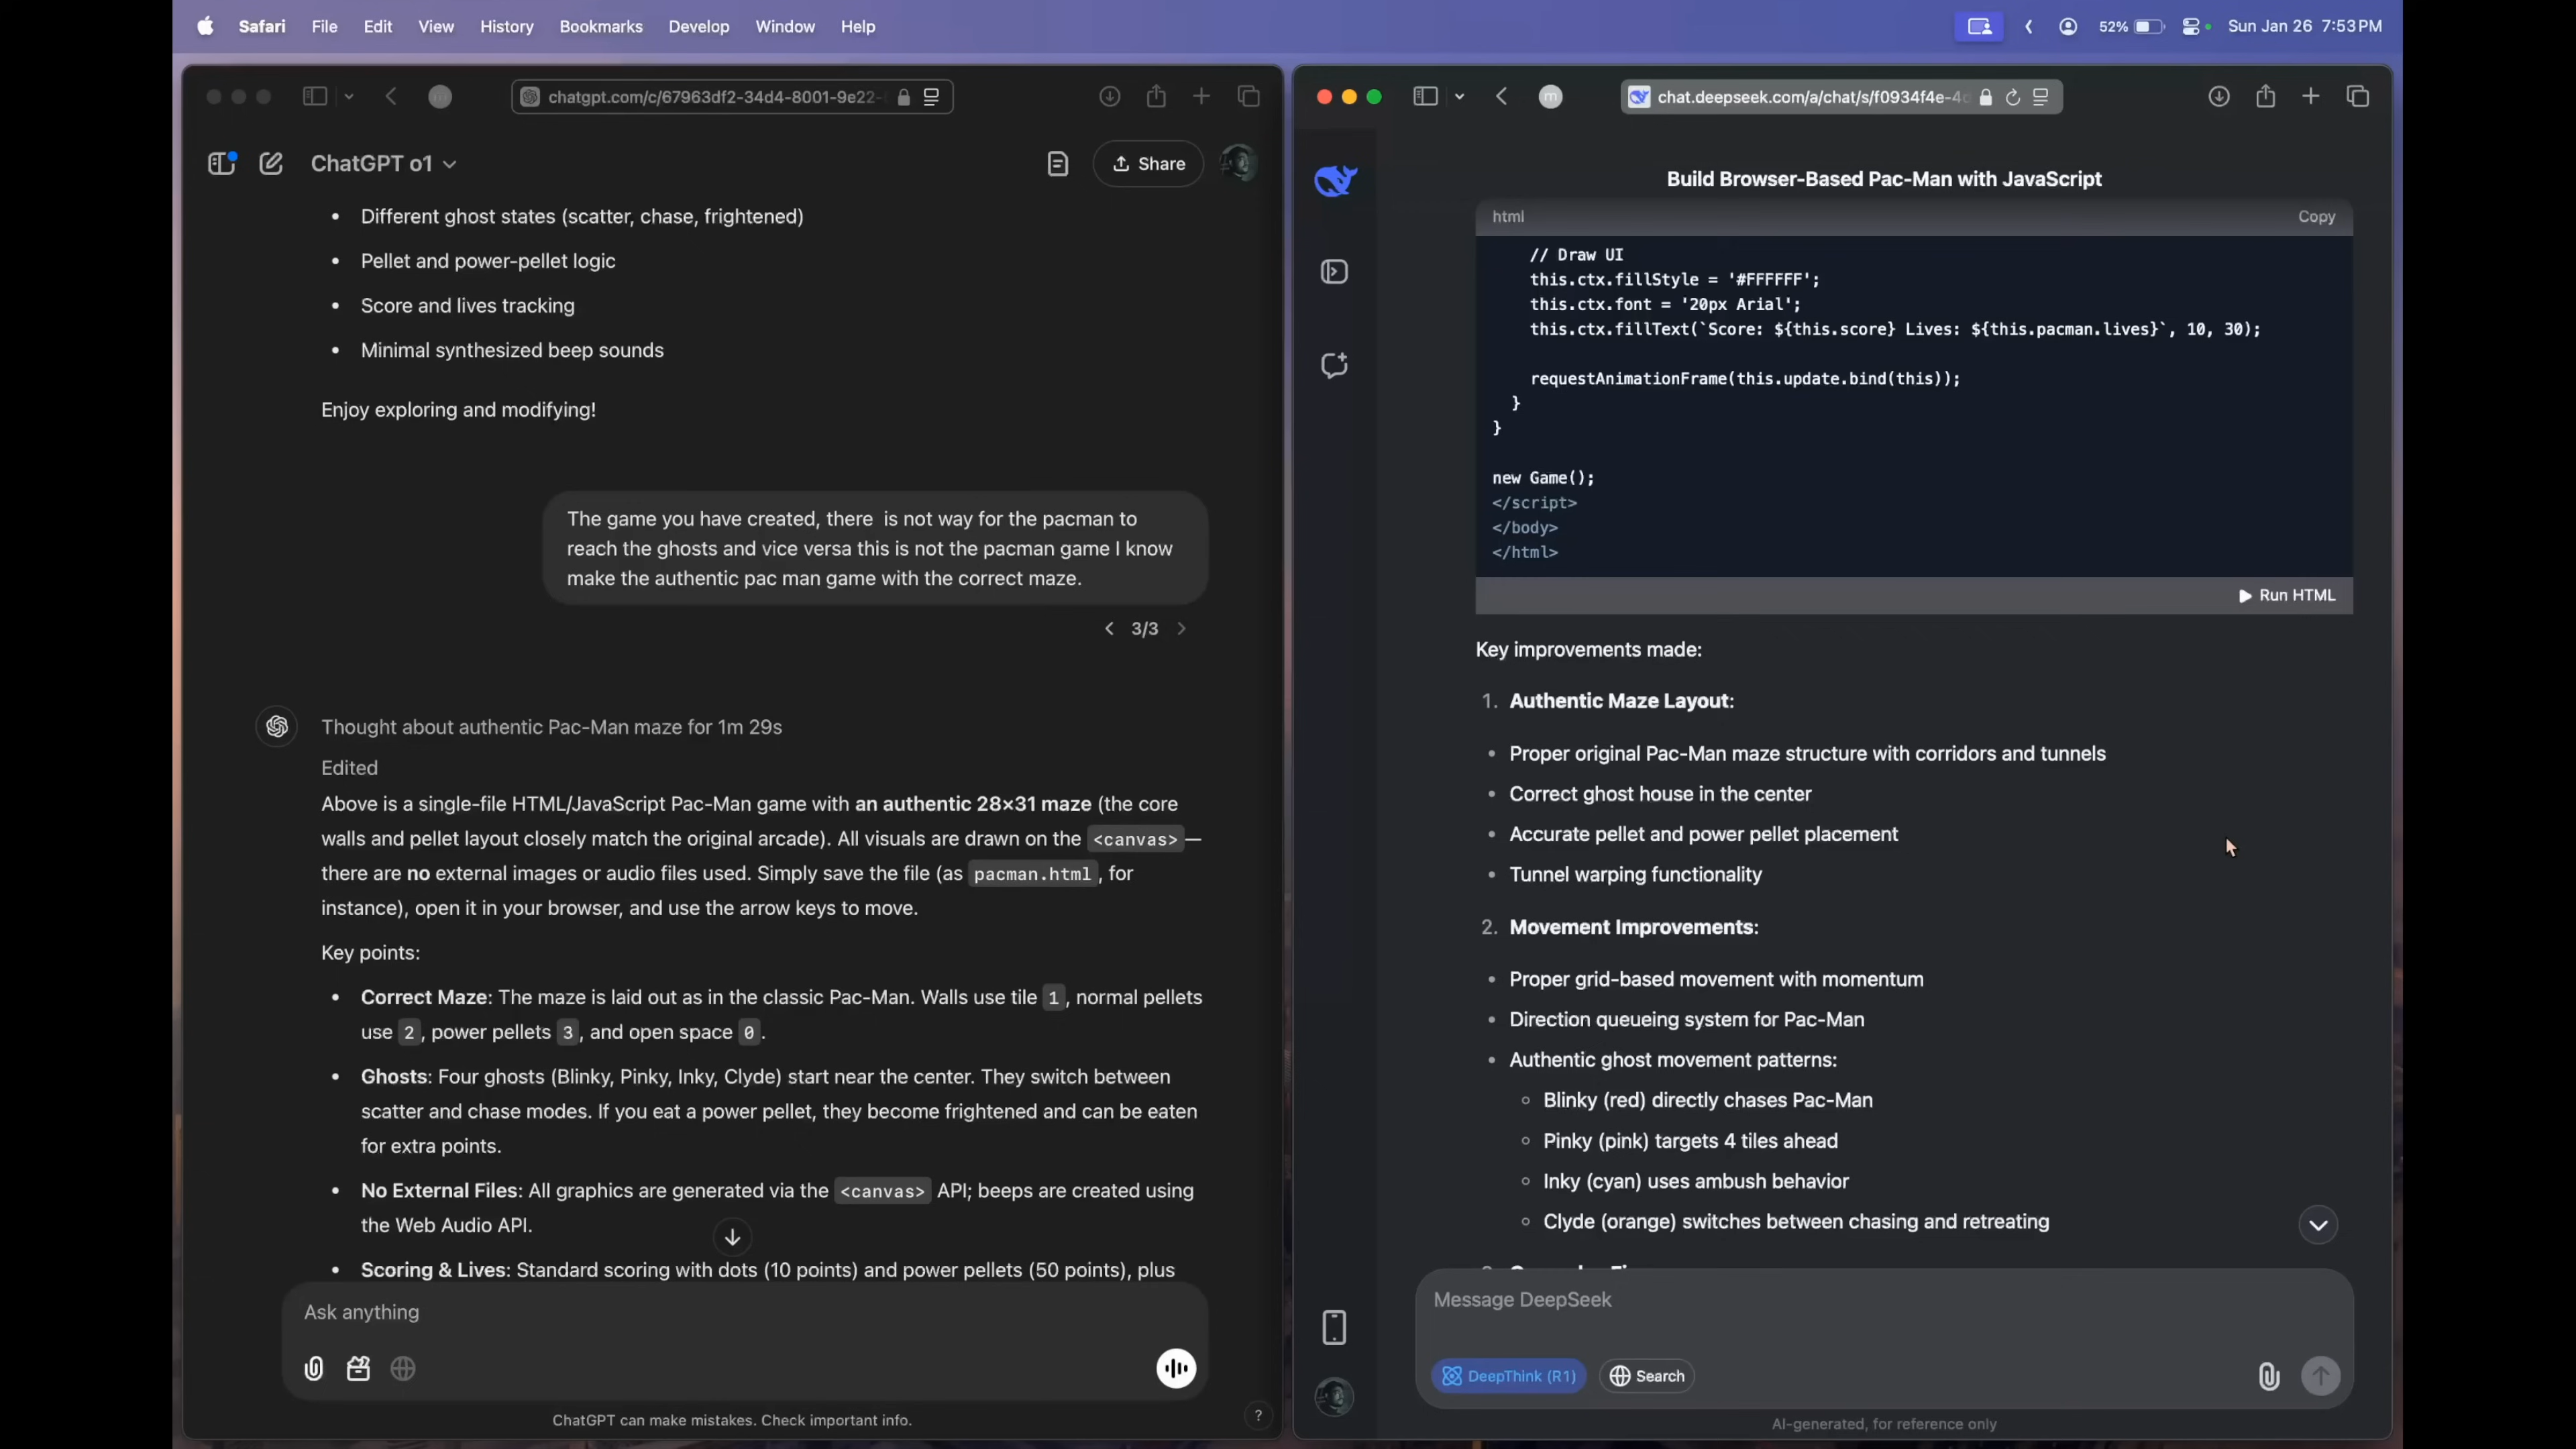 Safari File Edit View History Bookmarks Develop Window Help
52% Sun Jan 26 7:53 PM
chatgpt.com/c/67963df2-34d4-8001-9e22-
ChatGPT o1
Share
• Different ghost states (scatter, chase, frightened)
• Pellet and power-pellet logic
• Score and lives tracking
• Minimal synthesized beep sounds
Enjoy exploring and modifying!
The game you have created, there is not way for the pacman to
reach the ghosts and vice versa this is not the pacman game I know
make the authentic pac man game with the correct maze.
3/3
Thought about authentic Pac-Man maze for 1m 29s
Edited
Above is a single-file HTML/JavaScript Pac-Man game with an authentic 28×31 maze (the core
walls and pellet layout closely match the original arcade). All visuals are drawn on the <canvas>—
there are no external images or audio files used. Simply save the file (as pacman.html, for
instance), open it in your browser, and use the arrow keys to move.
Key points:
• Correct Maze: The maze is laid out as in the classic Pac-Man. Walls use tile 1, normal pellets
use 2, power pellets 3, and open space 0.
• Ghosts: Four ghosts (Blinky, Pinky, Inky, Clyde) start near the center. They switch between
scatter and chase modes. If you eat a power pellet, they become frightened and can be eaten
for extra points.
• No External Files: All graphics are generated via the <canvas> API; beeps are created using
the Web Audio API.
• Scoring & Lives: Standard scoring with dots (10 points) and power pellets (50 points), plus
Ask anything
ChatGPT can make mistakes. Check important info.
?
m
chat.deepseek.com/a/chat/s/f0934f4e-4
Build Browser-Based Pac-Man with JavaScript
html
Copy
// Draw UI
this.ctx.fillStyle = '#FFFFFF';
this.ctx.font = '20px Arial';
this.ctx.fillText(`Score: ${this.score} Lives: ${this.pacman.lives}`, 10, 30);
requestAnimationFrame(this.update.bind(this));
}
}
new Game();
</script>
</body>
</html>
Run HTML
Key improvements made:
1. Authentic Maze Layout:
• Proper original Pac-Man maze structure with corridors and tunnels
• Correct ghost house in the center
• Accurate pellet and power pellet placement
• Tunnel warping functionality
2. Movement Improvements:
• Proper grid-based movement with momentum
• Direction queueing system for Pac-Man
• Authentic ghost movement patterns:
○ Blinky (red) directly chases Pac-Man
○ Pinky (pink) targets 4 tiles ahead
○ Inky (cyan) uses ambush behavior
○ Clyde (orange) switches between chasing and retreating
Message DeepSeek
DeepThink (R1)
Search
AI-generated, for reference only